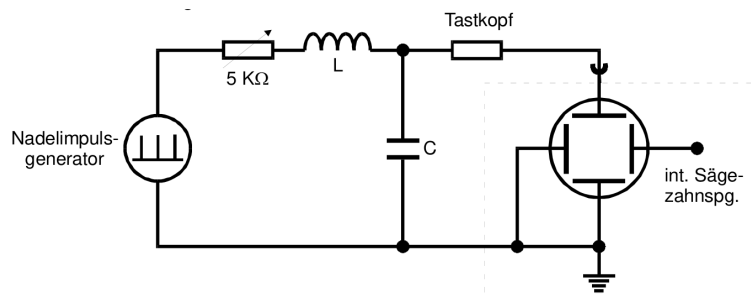 Tastkopf
5 KΩ
L
Nadelimpuls-
generator
C
int. Säge-
zahnspg.